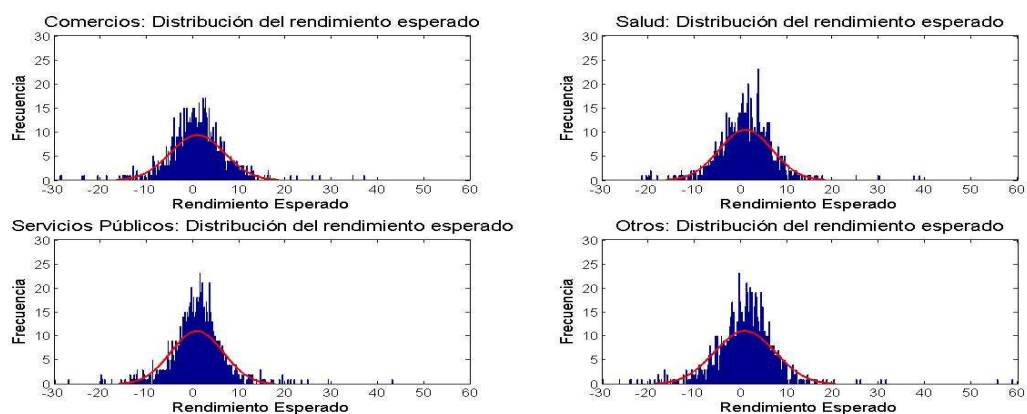 Comercios: Distribución del rendimiento esperado
30
25
20
15
10
5
0
Frecuencia
-30 -20 -10 0 10 20 30 40 50 60
Rendimiento Esperado
Salud: Distribución del rendimiento esperado
30
25
20
15
10
5
0
Frecuencia
-30 -20 -10 0 10 20 30 40 50 60
Rendimiento Esperado
Servicios Públicos: Distribución del rendimiento esperado
30
25
20
15
10
5
0
Frecuencia
-30 -20 -10 0 10 20 30 40 50 60
Rendimiento Esperado
Otros: Distribución del rendimiento esperado
30
25
20
15
10
5
0
Frecuencia
-30 -20 -10 0 10 20 30 40 50 60
Rendimiento Esperado